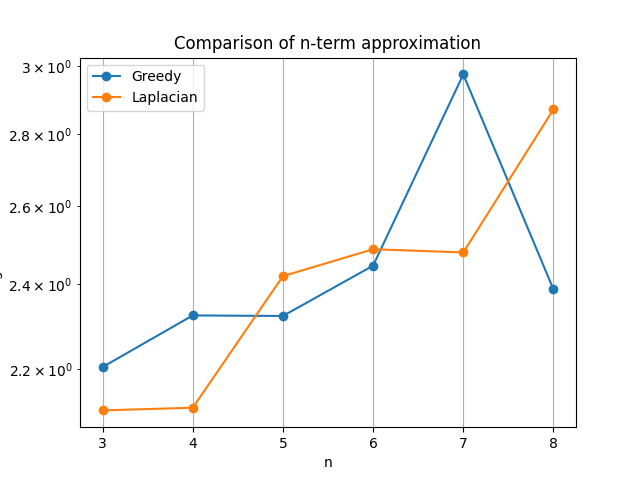 Comparison of n-term approximation
Greedy
Laplacian
3 × 10⁰
2.8 × 10⁰
2.6 × 10⁰
2.4 × 10⁰
2.2 × 10⁰
3 4 5 6 7 8
n